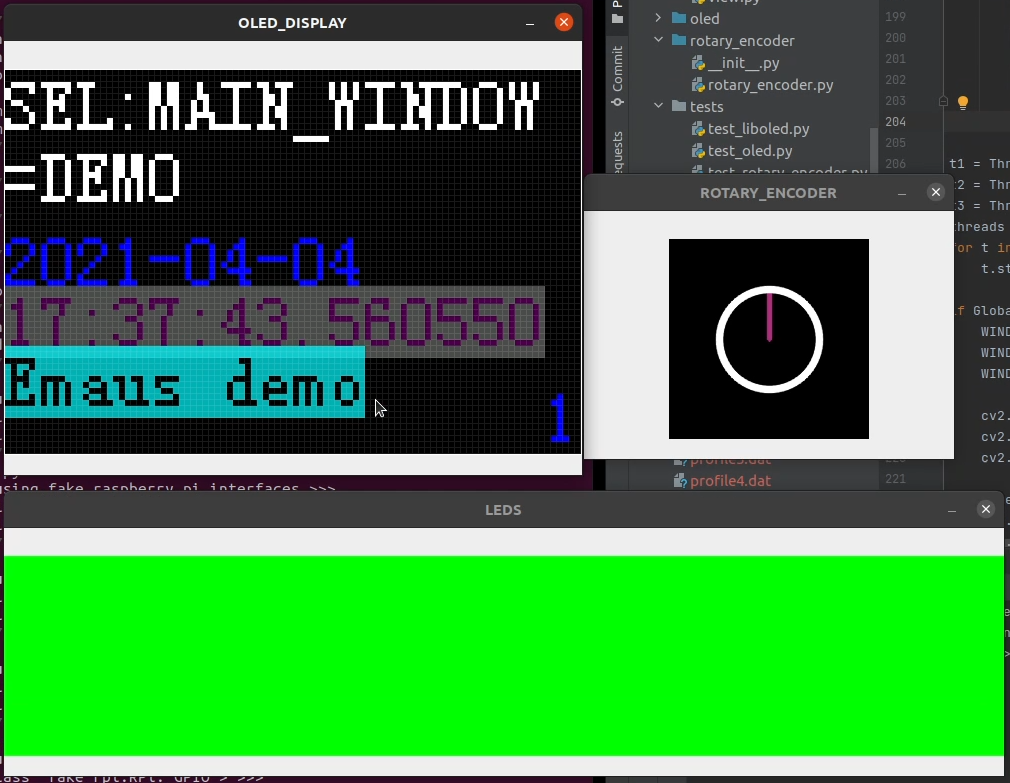 OLED_DISPLAY
SEL:MAIN_WINDOW
=DEMO
2021-04-04
17:37:43.560550
Emaus demo
1
using fake raspberry pi interfaces >>>
oled
rotary_encoder
__init__.py
rotary_encoder.py
tests
test_liboled.py
test_oled.py
test_rotary_encoder.py
Commit
199
200
201
202
203
204
205
206
t1 = Thr
t2 = Thr
t3 = Thr
threads
for t in
t.st
if Globa
WIND
WIND
WIND
cv2.
cv2.
cv2.
ROTARY_ENCODER
profile4.dat
221
LEDS